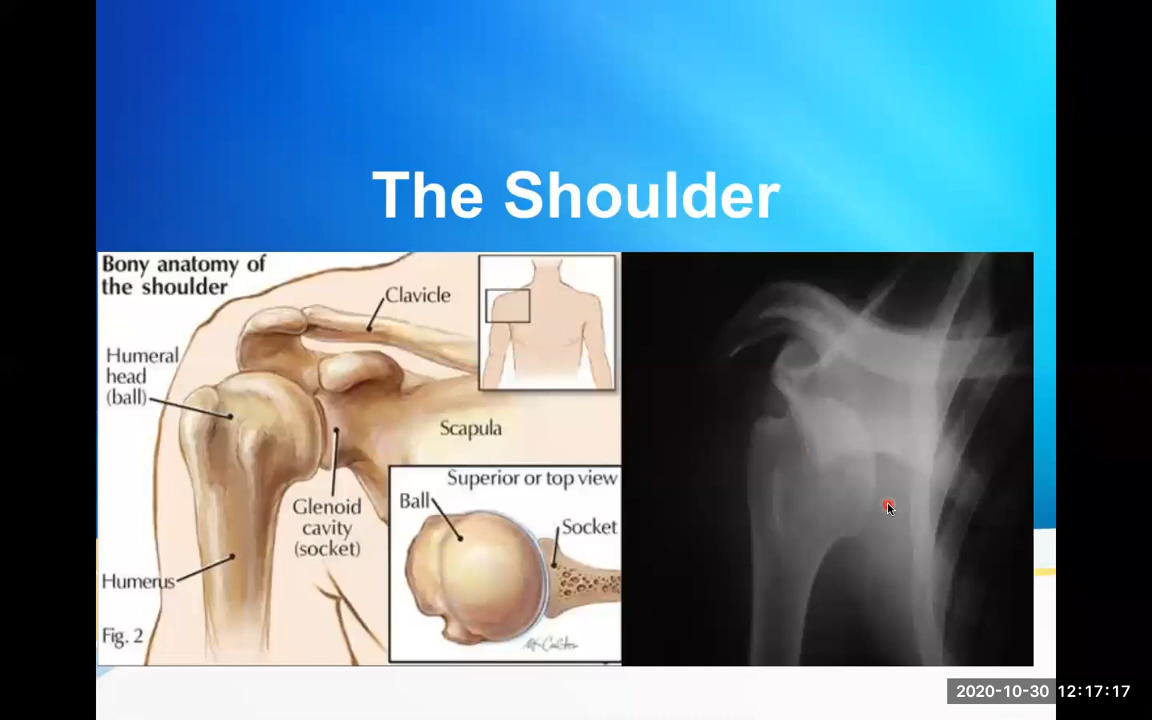 The Shoulder
Bony anatomy of
the shoulder
Clavicle
Humeral
head
(ball)
Scapula
Superior or top view
Ball
Glenoid
cavity
(socket)
Socket
Humerus
Fig. 2
2020-10-30 12:17:17